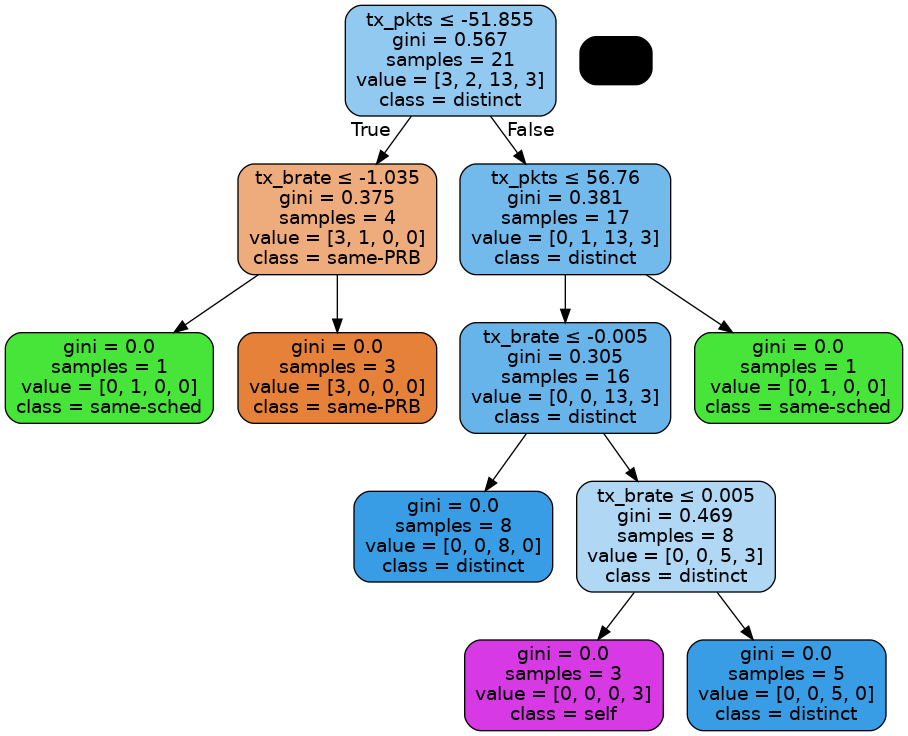 tx_pkts ≤ -51.855
gini = 0.567
samples = 21
value = [3, 2, 13, 3]
class = distinct
True
False
tx_brate ≤ -1.035
gini = 0.375
samples = 4
value = [3, 1, 0, 0]
class = same-PRB
tx_pkts ≤ 56.76
gini = 0.381
samples = 17
value = [0, 1, 13, 3]
class = distinct
gini = 0.0
samples = 1
value = [0, 1, 0, 0]
class = same-sched
gini = 0.0
samples = 3
value = [3, 0, 0, 0]
class = same-PRB
tx_brate ≤ -0.005
gini = 0.305
samples = 16
value = [0, 0, 13, 3]
class = distinct
gini = 0.0
samples = 1
value = [0, 1, 0, 0]
class = same-sched
gini = 0.0
samples = 8
value = [0, 0, 8, 0]
class = distinct
tx_brate ≤ 0.005
gini = 0.469
samples = 8
value = [0, 0, 5, 3]
class = distinct
gini = 0.0
samples = 3
value = [0, 0, 0, 3]
class = self
gini = 0.0
samples = 5
value = [0, 0, 5, 0]
class = distinct